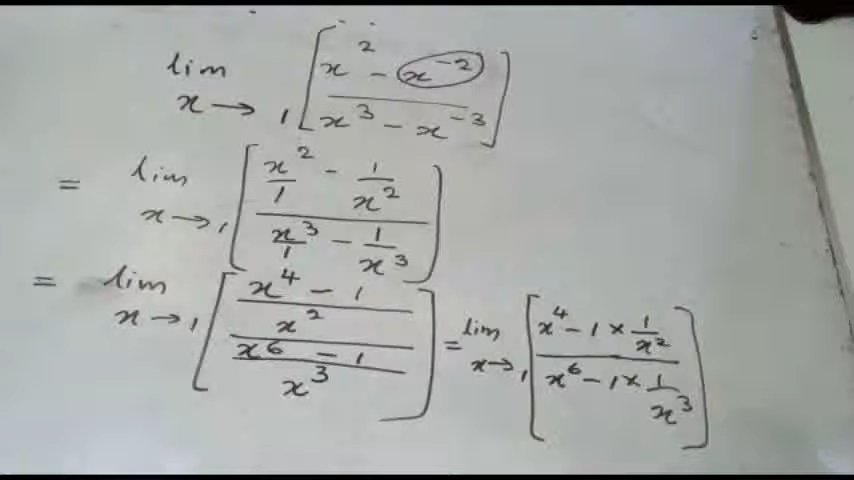 lim x→1 [ (x^2 - x^-2) / (x^3 - x^-3) ]
= lim x→1 [ (x^2/1 - 1/x^2) / (x^3/1 - 1/x^3) ]
= lim x→1 [ ((x^4 - 1)/x^2) / ((x^6 - 1)/x^3) ] = lim x→1 [ (x^4 - 1 × 1/x^2) / (x^6 - 1 × 1/x^3) ]